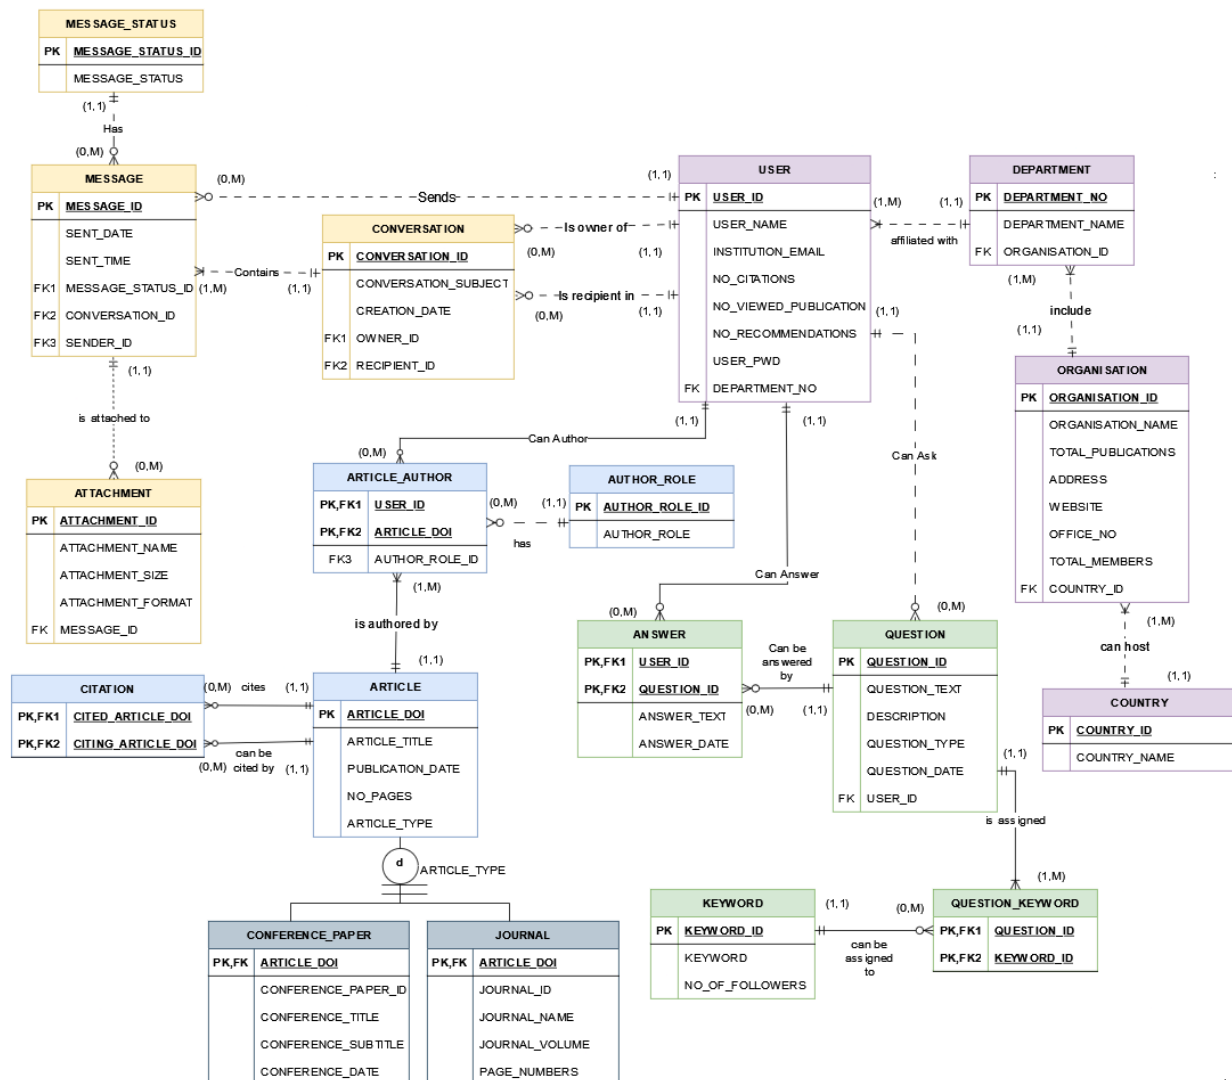 MESSAGE_STATUS
PK MESSAGE_STATUS_ID
MESSAGE_STATUS
(1,1)
Has
(0,M)
MESSAGE
PK MESSAGE_ID
SENT_DATE
SENT_TIME
FK1 MESSAGE_STATUS_ID
FK2 CONVERSATION_ID
FK3 SENDER_ID
(0,M)
Sends
(1,1)
(1,M)
Contains
(1,1)
CONVERSATION
PK CONVERSATION_ID
CONVERSATION_SUBJECT
CREATION_DATE
FK1 OWNER_ID
FK2 RECIPIENT_ID
Is owner of
(0,M)
(1,1)
Is recipient in
(0,M)
(1,1)
USER
PK USER_ID
USER_NAME
INSTITUTION_EMAIL
NO_CITATIONS
NO_VIEWED_PUBLICATION
NO_RECOMMENDATIONS
USER_PWD
FK DEPARTMENT_NO
(1,M)
(1,1)
affiliated with
DEPARTMENT
PK DEPARTMENT_NO
DEPARTMENT_NAME
FK ORGANISATION_ID
:
(1,M)
include
(1,1)
ORGANISATION
PK ORGANISATION_ID
ORGANISATION_NAME
TOTAL_PUBLICATIONS
ADDRESS
WEBSITE
OFFICE_NO
TOTAL_MEMBERS
FK COUNTRY_ID
(1,M)
can host
(1,1)
COUNTRY
PK COUNTRY_ID
COUNTRY_NAME
(1,1)
is attached to
(0,M)
ATTACHMENT
PK ATTACHMENT_ID
ATTACHMENT_NAME
ATTACHMENT_SIZE
ATTACHMENT_FORMAT
FK MESSAGE_ID
(1,1)
Can Author
(0,M)
ARTICLE_AUTHOR
PK,FK1 USER_ID
PK,FK2 ARTICLE_DOI
FK3 AUTHOR_ROLE_ID
(0,M)
(1,1)
has
AUTHOR_ROLE
PK AUTHOR_ROLE_ID
AUTHOR_ROLE
(1,1)
Can Answer
(0,M)
(1,1)
Can Ask
(0,M)
ANSWER
PK,FK1 USER_ID
PK,FK2 QUESTION_ID
ANSWER_TEXT
ANSWER_DATE
Can be
answered
by
(0,M)
(1,1)
QUESTION
PK QUESTION_ID
QUESTION_TEXT
DESCRIPTION
QUESTION_TYPE
QUESTION_DATE
FK USER_ID
(1,1)
is assigned
(1,M)
(1,M)
is authored by
(1,1)
CITATION
PK,FK1 CITED_ARTICLE_DOI
PK,FK2 CITING_ARTICLE_DOI
(0,M)
cites
(1,1)
can be
cited by
(0,M)
(1,1)
ARTICLE
PK ARTICLE_DOI
ARTICLE_TITLE
PUBLICATION_DATE
NO_PAGES
ARTICLE_TYPE
d
ARTICLE_TYPE
CONFERENCE_PAPER
PK,FK ARTICLE_DOI
CONFERENCE_PAPER_ID
CONFERENCE_TITLE
CONFERENCE_SUBTITLE
CONFERENCE_DATE
JOURNAL
PK,FK ARTICLE_DOI
JOURNAL_ID
JOURNAL_NAME
JOURNAL_VOLUME
PAGE_NUMBERS
KEYWORD
PK KEYWORD_ID
KEYWORD
NO_OF_FOLLOWERS
(1,1)
(0,M)
can be
assigned
to
QUESTION_KEYWORD
PK,FK1 QUESTION_ID
PK,FK2 KEYWORD_ID